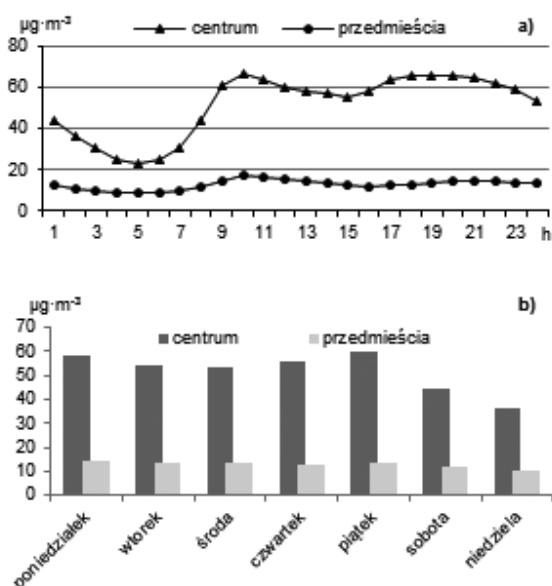 µg·m⁻³
centrum przedmieścia a)
80
60
40
20
0
1 3 5 7 9 11 13 15 17 19 21 23 h
µg·m⁻³ b)
centrum przedmieścia
70
60
50
40
30
20
10
0
poniedziałek wtorek środa czwartek piątek sobota niedziela